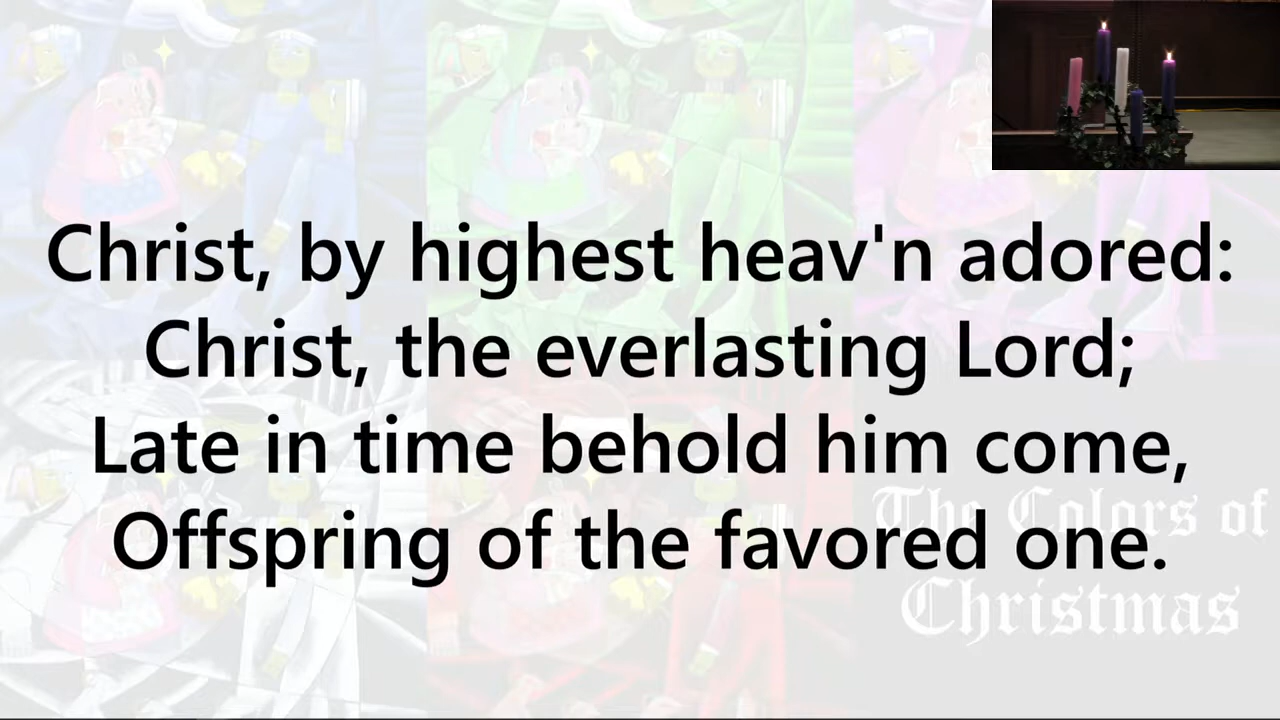 Christ, by highest heav'n adored:
Christ, the everlasting Lord;
Late in time behold him come,
Offspring of the favored one.
The Colors of
Christmas